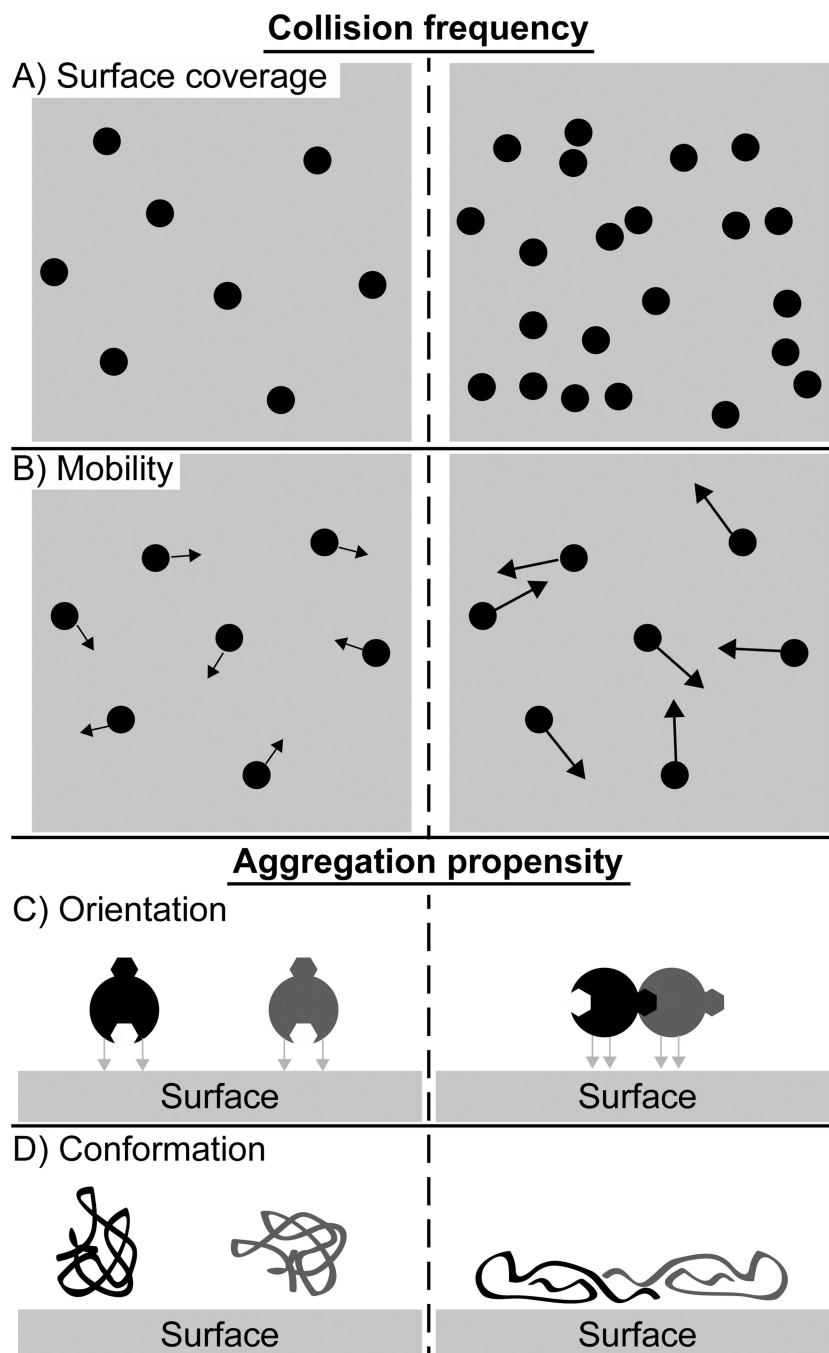 Collision frequency
A) Surface coverage
B) Mobility
Aggregation propensity
C) Orientation
Surface
Surface
D) Conformation
Surface
Surface